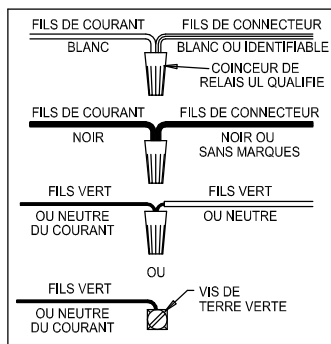 FILS DE COURANT FILS DE CONNECTEUR
BLANC BLANC OU IDENTIFIABLE
COINCEUR DE
RELAIS UL QUALIFIE
FILS DE COURANT FILS DE CONNECTEUR
NOIR NOIR OU
SANS MARQUES
FILS VERT FILS VERT
OU NEUTRE OU NEUTRE
DU COURANT
OU
FILS VERT VIS DE
TERRE VERTE
OU NEUTRE
DU COURANT